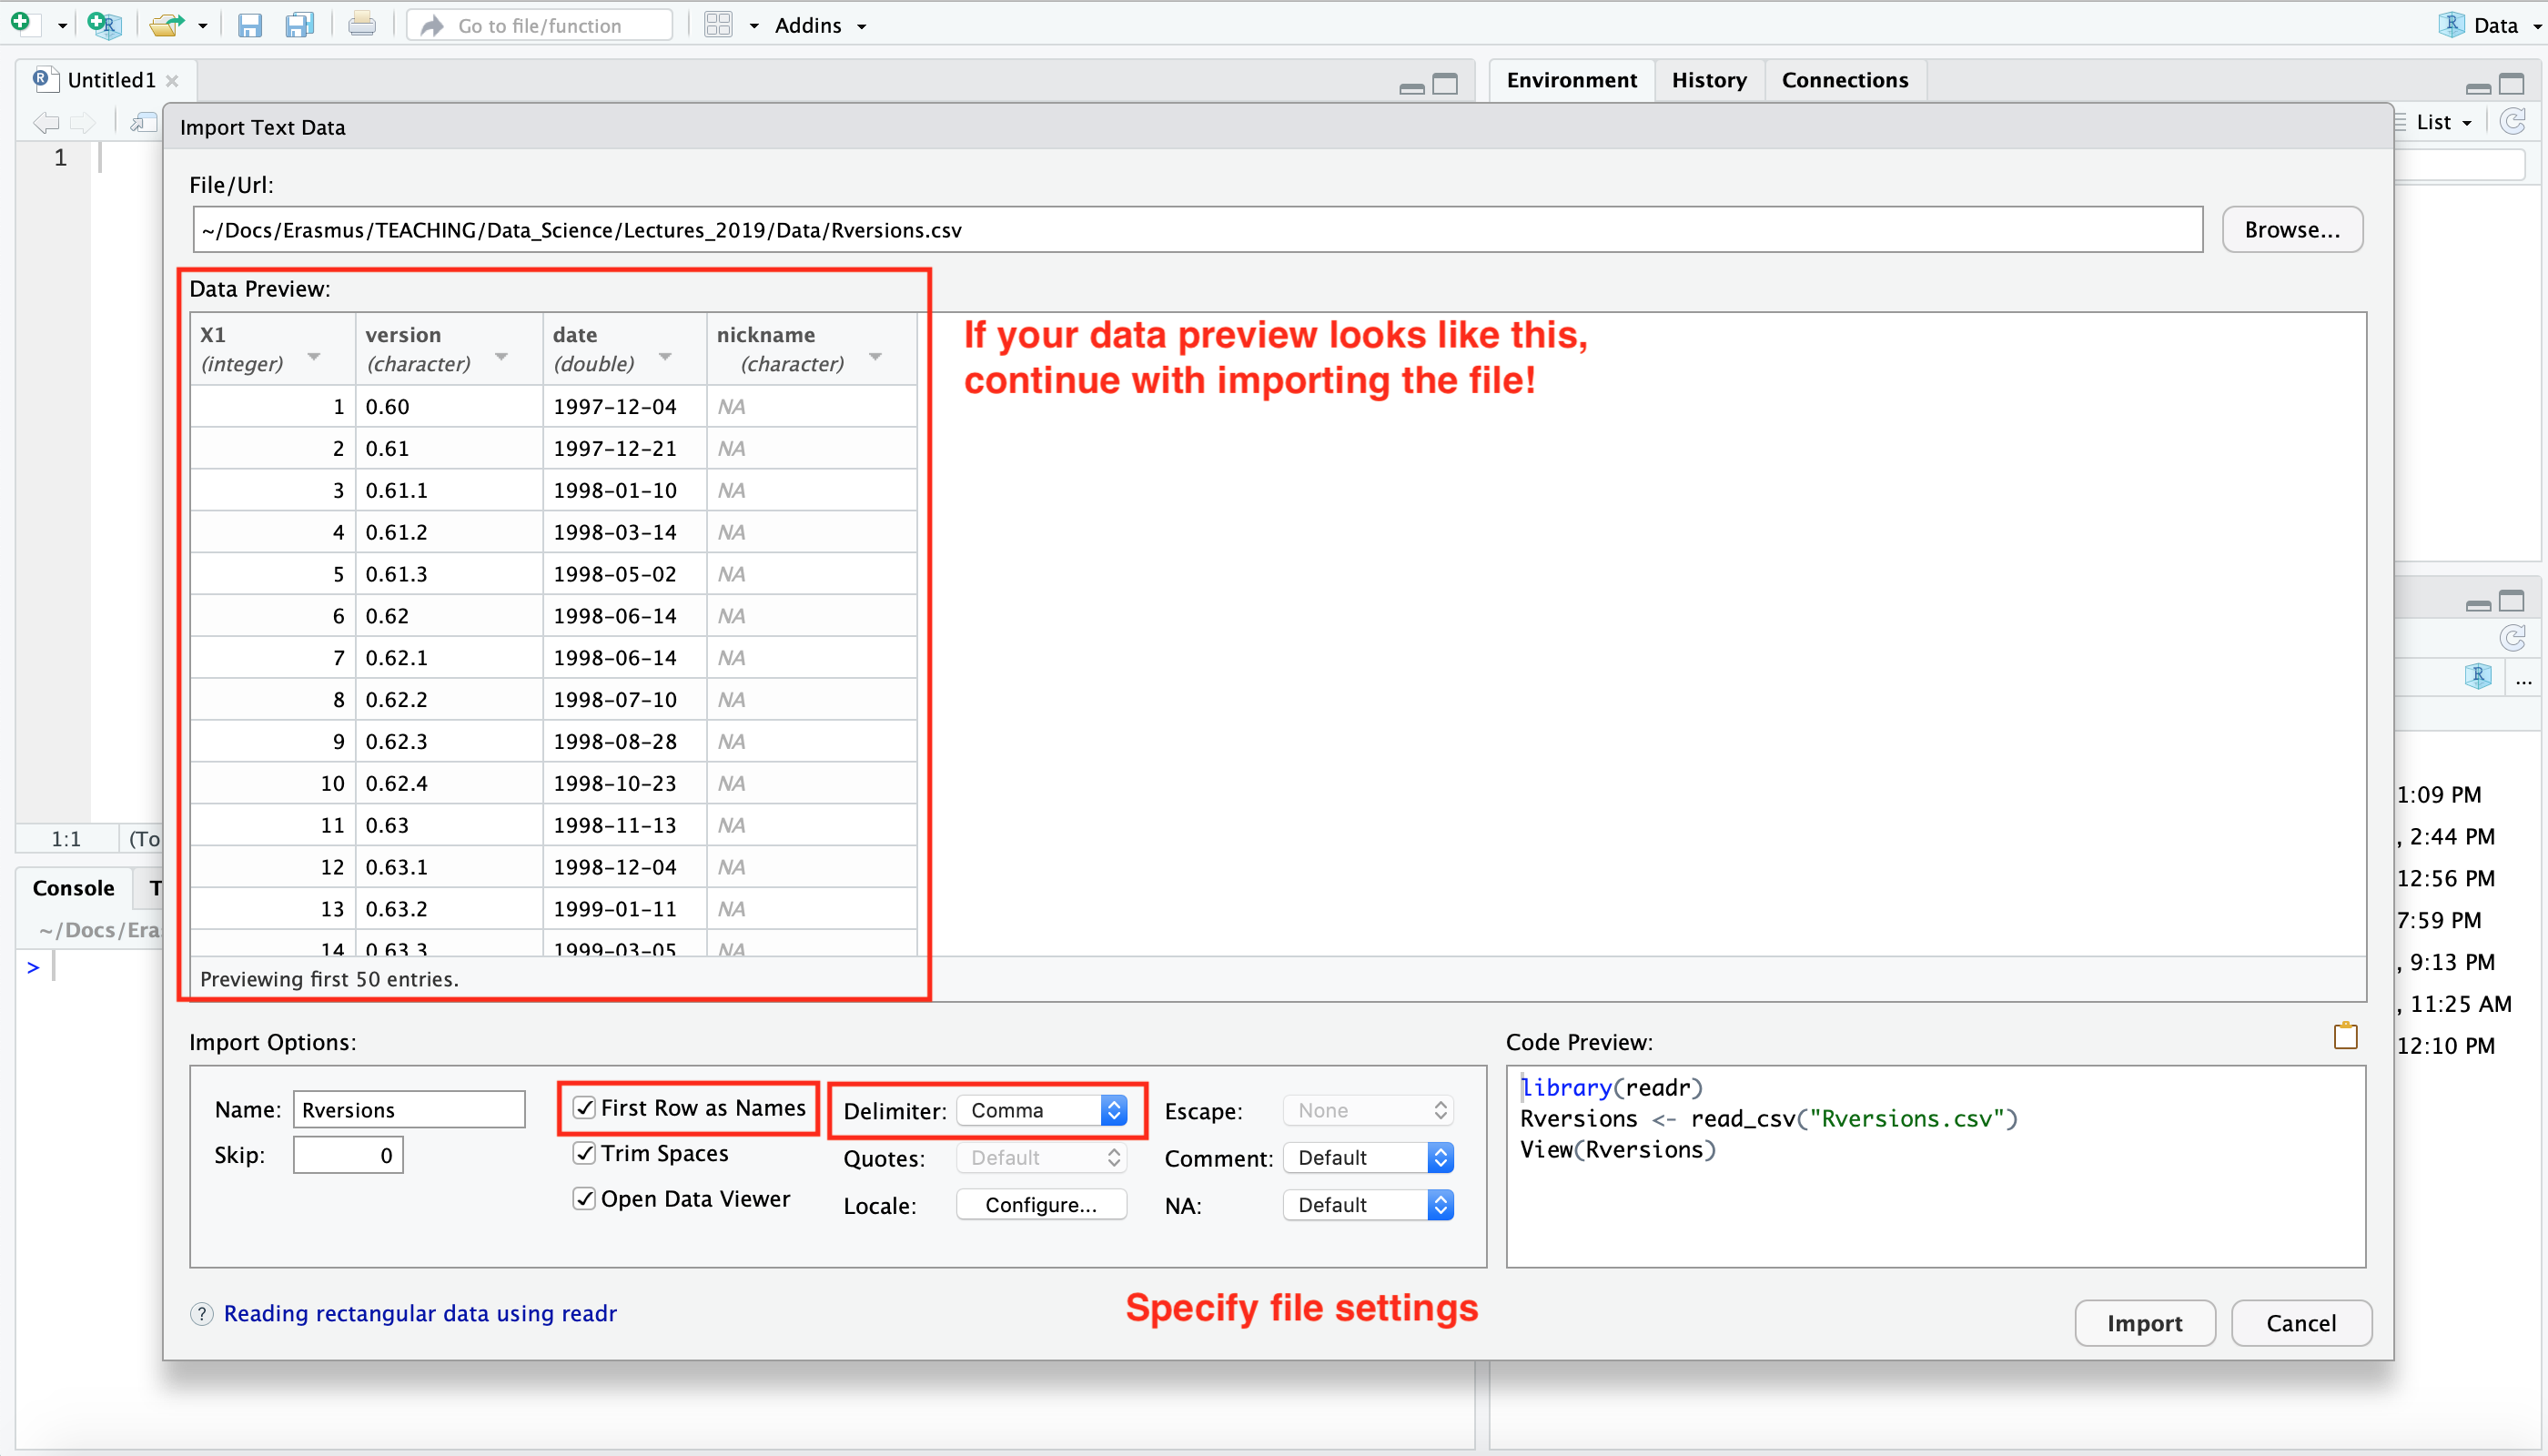 Go to file/function
Addins
Data
Untitled1
Environment History Connections
List
Import Text Data
1
File/Url:
~/Docs/Erasmus/TEACHING/Data_Science/Lectures_2019/Data/Rversions.csv
Browse...
Data Preview:
X1 version date nickname
(integer) (character) (double) (character)
If your data preview looks like this,
continue with importing the file!
1 0.60 1997-12-04 NA
2 0.61 1997-12-21 NA
3 0.61.1 1998-01-10 NA
4 0.61.2 1998-03-14 NA
5 0.61.3 1998-05-02 NA
6 0.62 1998-06-14 NA
7 0.62.1 1998-06-14 NA
8 0.62.2 1998-07-10 NA
9 0.62.3 1998-08-28 NA
10 0.62.4 1998-10-23 NA
11 0.63 1998-11-13 NA
12 0.63.1 1998-12-04 NA
13 0.63.2 1999-01-11 NA
14 0.63.3 1999-03-05 NA
Previewing first 50 entries.
1:1 (To
Console T
~/Docs/Era
>
...
1:09 PM
, 2:44 PM
12:56 PM
7:59 PM
, 9:13 PM
, 11:25 AM
12:10 PM
Import Options:
Name: Rversions
Skip: 0
First Row as Names
Trim Spaces
Open Data Viewer
Delimiter: Comma
Quotes: Default
Locale: Configure...
Escape: None
Comment: Default
NA: Default
Code Preview:
library(readr)
Rversions <- read_csv("Rversions.csv")
View(Rversions)
Specify file settings
? Reading rectangular data using readr
Import
Cancel